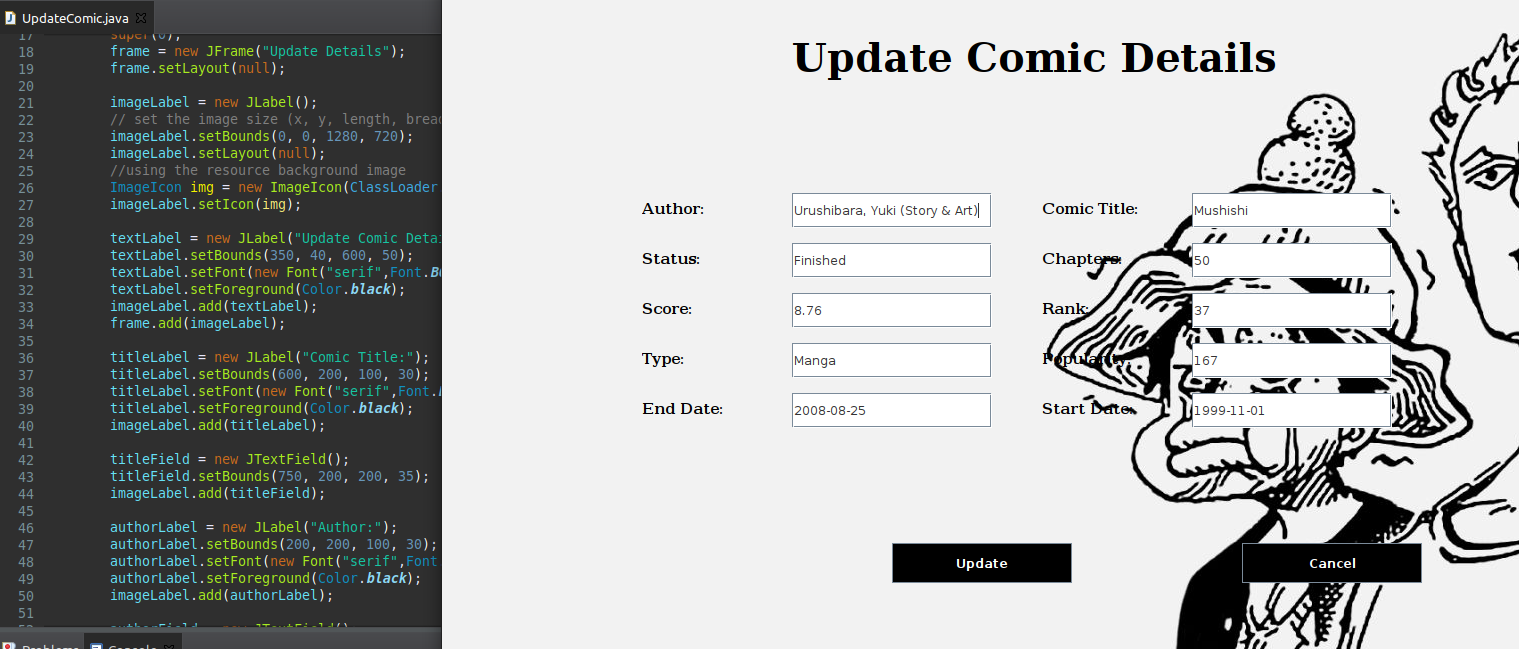 UpdateComic.java
17 super(0);
18 frame = new JFrame("Update Details");
19 frame.setLayout(null);
20
21 imageLabel = new JLabel();
22 // set the image size (x, y, length, bread
23 imageLabel.setBounds(0, 0, 1280, 720);
24 imageLabel.setLayout(null);
25 //using the resource background image
26 ImageIcon img = new ImageIcon(ClassLoader
27 imageLabel.setIcon(img);
28
29 textLabel = new JLabel("Update Comic Deta
30 textLabel.setBounds(350, 40, 600, 50);
31 textLabel.setFont(new Font("serif",Font.B
32 textLabel.setForeground(Color.black);
33 imageLabel.add(textLabel);
34 frame.add(imageLabel);
35
36 titleLabel = new JLabel("Comic Title:");
37 titleLabel.setBounds(600, 200, 100, 30);
38 titleLabel.setFont(new Font("serif",Font.
39 titleLabel.setForeground(Color.black);
40 imageLabel.add(titleLabel);
41
42 titleField = new JTextField();
43 titleField.setBounds(750, 200, 200, 35);
44 imageLabel.add(titleField);
45
46 authorLabel = new JLabel("Author:");
47 authorLabel.setBounds(200, 200, 100, 30);
48 authorLabel.setFont(new Font("serif",Font
49 authorLabel.setForeground(Color.black);
50 imageLabel.add(authorLabel);
51
authorField = new JTextField()
Problems Console
Update Comic Details
Author: Urushibara, Yuki (Story & Art) Comic Title: Mushishi
Status: Finished Chapters: 50
Score: 8.76 Rank: 37
Type: Manga Popularity: 167
End Date: 2008-08-25 Start Date: 1999-11-01
Update Cancel